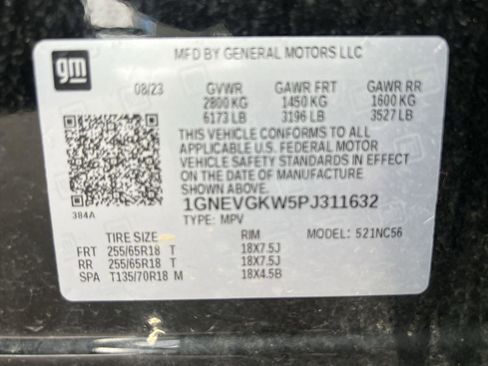 gm
MFD BY GENERAL MOTORS LLC
08/23 GVWR GAWR FRT GAWR RR
2800 KG 1450 KG 1600 KG
6173 LB 3196 LB 3527 LB
THIS VEHICLE CONFORMS TO ALL
APPLICABLE U.S. FEDERAL MOTOR
VEHICLE SAFETY STANDARDS IN EFFECT
ON THE DATE OF MANUFACTURE
SHOWN ABOVE.
1GNEVGKW5PJ311632
384A
TYPE: MPV
TIRE SIZE RIM MODEL: 521NC56
FRT 255/65R18 T 18X7.5J
RR 255/65R18 T 18X7.5J
SPA T135/70R18 M 18X4.5B